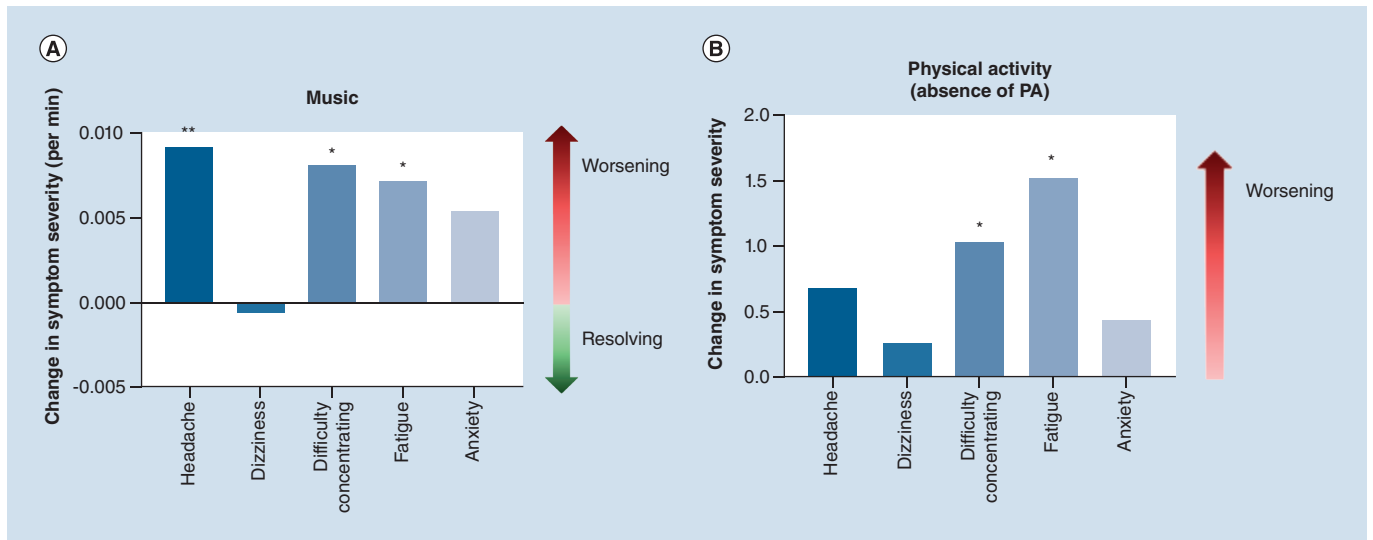 A
Music
Change in symptom severity (per min)
0.010
0.005
0.000
-0.005
**
*
*
Headache
Dizziness
Difficulty
concentrating
Fatigue
Anxiety
Worsening
Resolving
B
Physical activity
(absence of PA)
Change in symptom severity
2.0
1.5
1.0
0.5
0.0
*
*
Headache
Dizziness
Difficulty
concentrating
Fatigue
Anxiety
Worsening